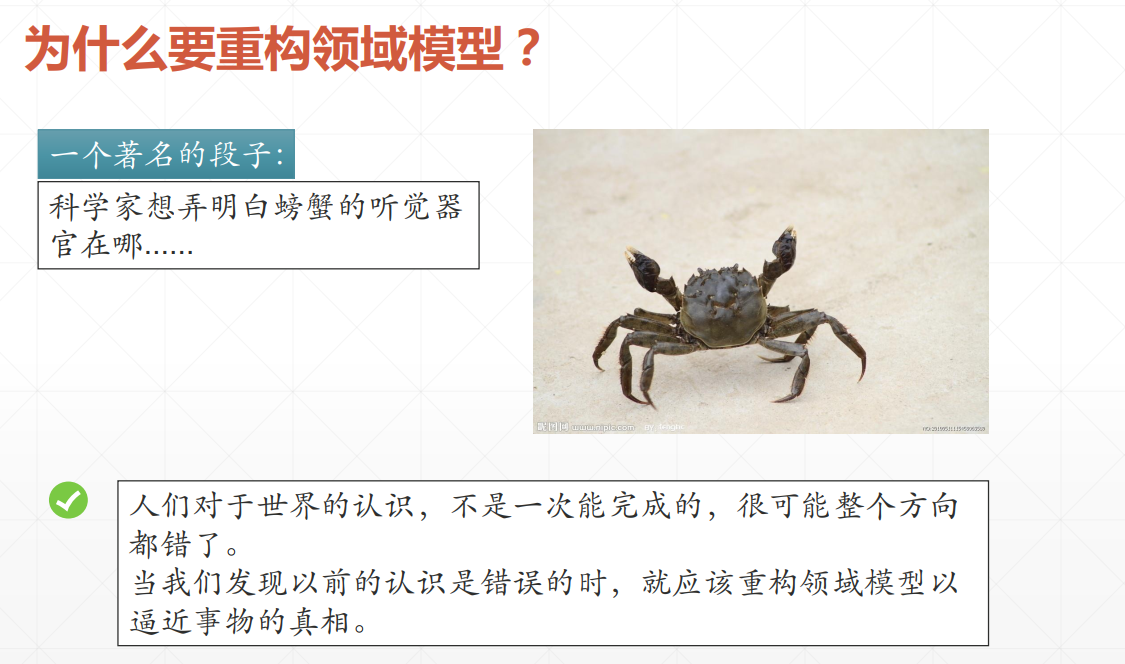 为什么要重构领域模型？
一个著名的段子：
科学家想弄明白螃蟹的听觉器
官在哪......
昵图网 www.nipic.com
人们对于世界的认识，不是一次能完成的，很可能整个方向
都错了。
当我们发现以前的认识是错误的时，就应该重构领域模型以
逼近事物的真相。